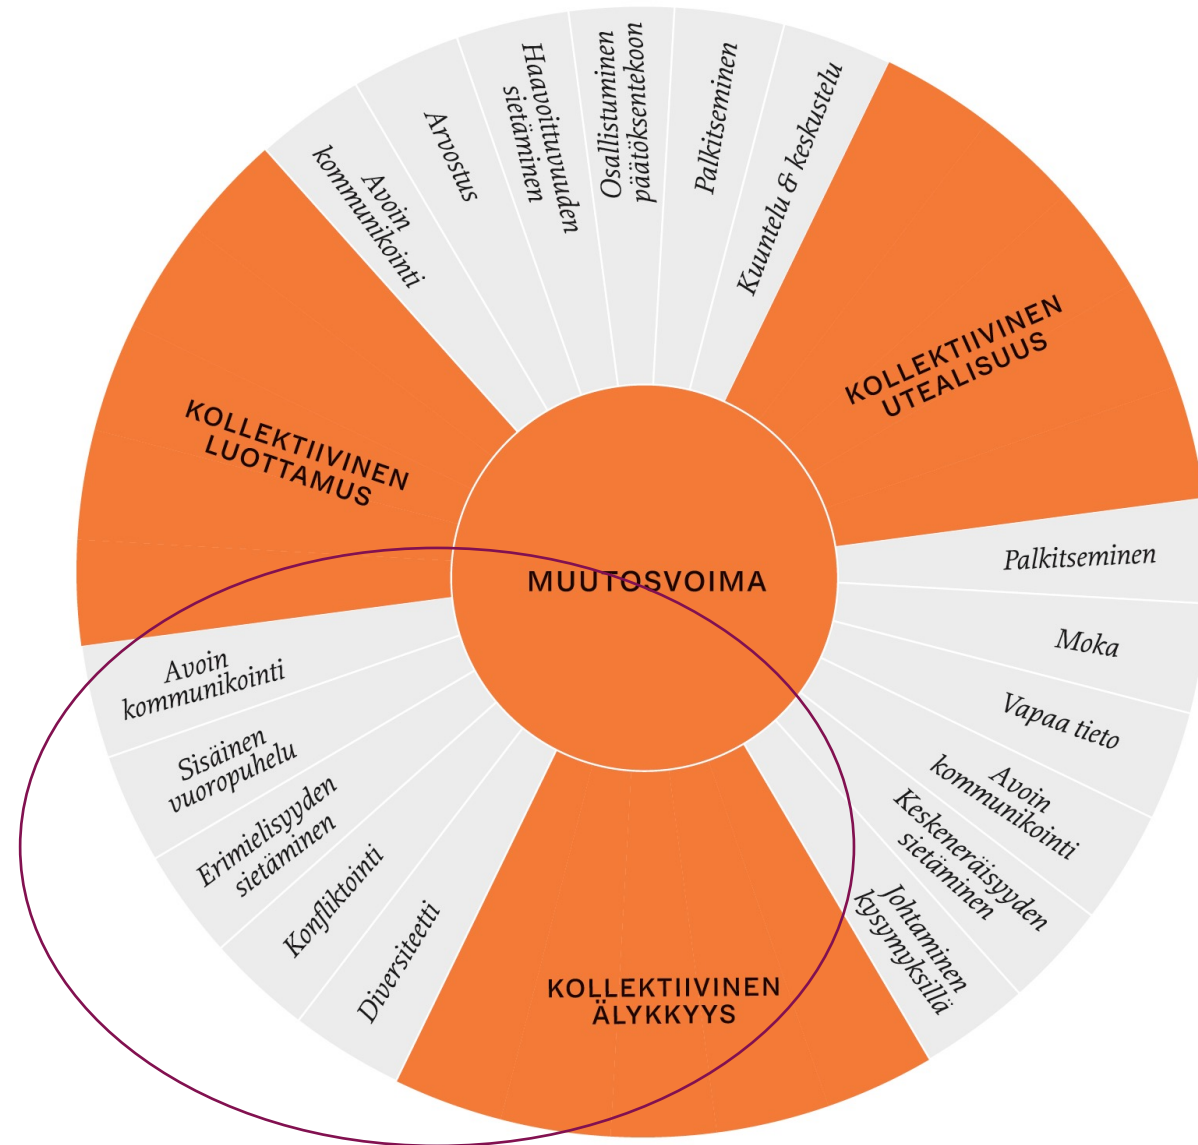 Avoin
kommunikointi
Arvostus
Haavoittuvuuden
sietäminen
Osallistuminen
päätöksentekoon
Palkitseminen
Kuuntelu & keskustelu
KOLLEKTIIVINEN
UTEALISUUS
Palkitseminen
Moka
Vapaa tieto
Avoin
kommunikointi
Keskeneräisyyden
sietäminen
Johtaminen
kysymyksillä
KOLLEKTIIVINEN
ÄLYKKYYS
Diversiteetti
Konfliktointi
Erimielisyyden
sietäminen
Sisäinen
vuoropuhelu
Avoin
kommunikointi
KOLLEKTIIVINEN
LUOTTAMUS
MUUTOSVOIMA